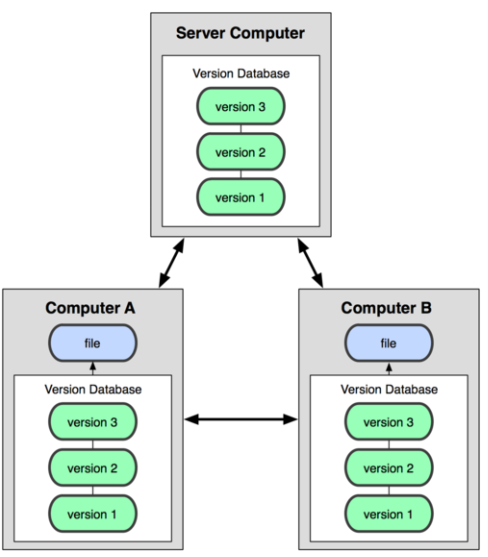 Server Computer
Version Database
version 3
version 2
version 1
Computer A
file
Version Database
version 3
version 2
version 1
Computer B
file
Version Database
version 3
version 2
version 1